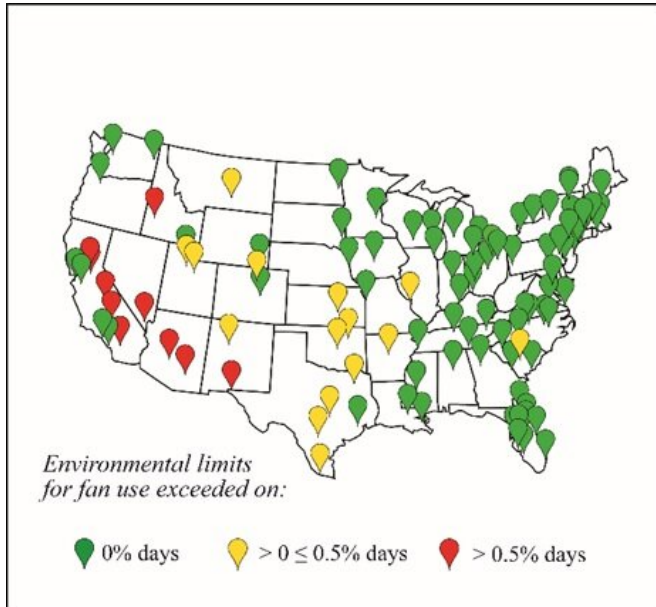 Environmental limits
for fan use exceeded on:
0% days > 0 ≤ 0.5% days > 0.5% days